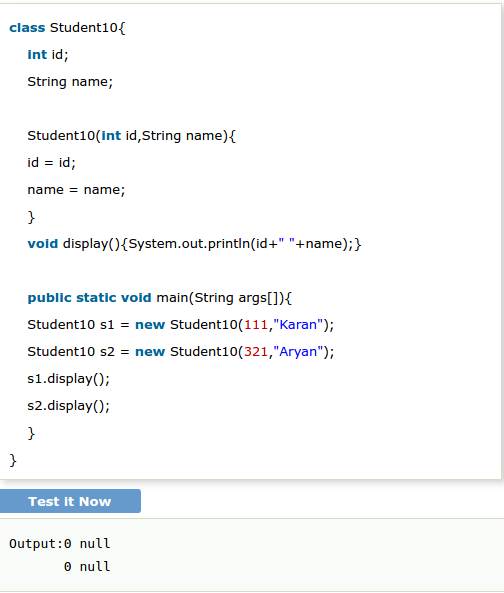 class Student10{
int id;
String name;
Student10(int id,String name){
id = id;
name = name;
}
void display(){System.out.println(id+" "+name);}
public static void main(String args[]){
Student10 s1 = new Student10(111,"Karan");
Student10 s2 = new Student10(321,"Aryan");
s1.display();
s2.display();
}
}
Test it Now
Output:0 null
0 null